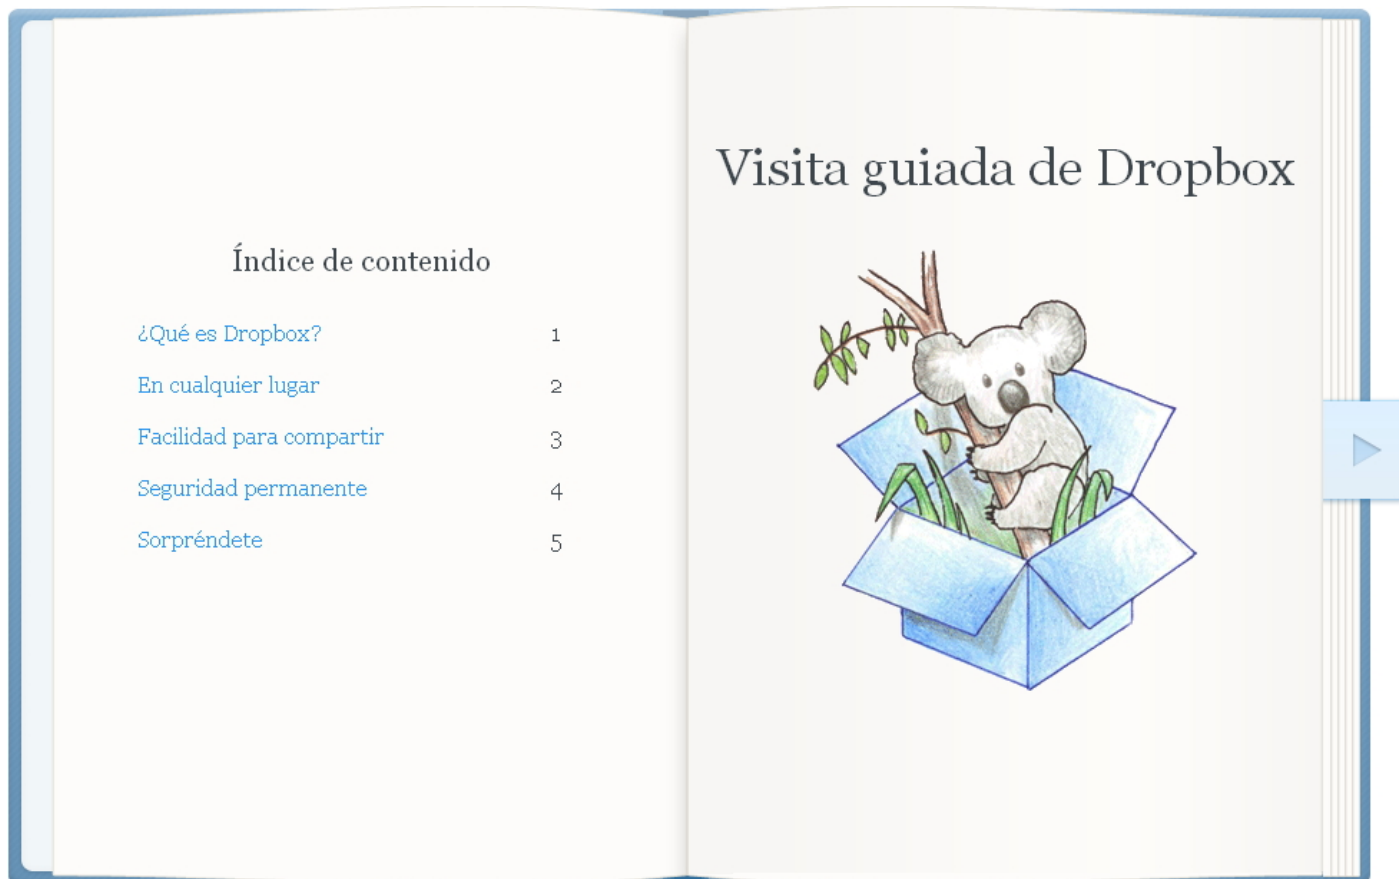 Índice de contenido
¿Qué es Dropbox? 1
En cualquier lugar 2
Facilidad para compartir 3
Seguridad permanente 4
Sorpréndete 5
Visita guiada de Dropbox